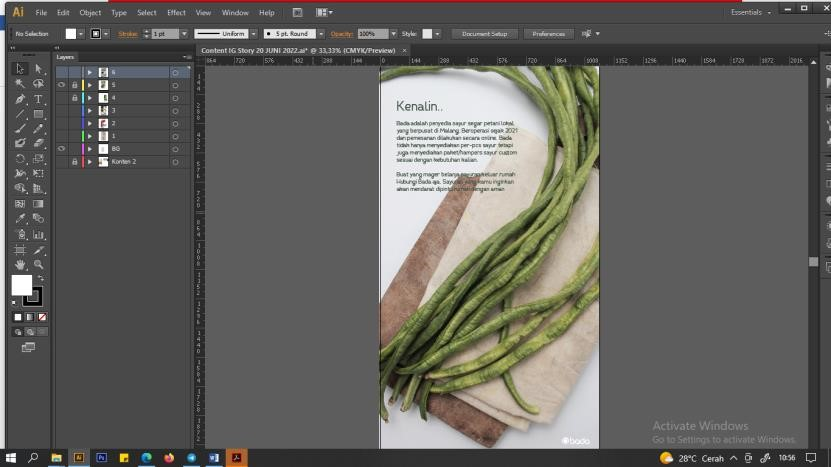 Ai File Edit Object Type Select Effect View Window Help Essentials
No Selection Stroke: 1 pt Uniform 5 pt. Round Opacity: 100% Style: Document Setup Preferences
Layers
Content IG Story 20 JUNI 2022.ai* @ 33,33% (CMYK/Preview) ×
864 720 576 432 288 144 0 144 288 432 576 720 864 1008 1152 1296 1440 1584 1728 1872 2016
6
5
4
3
2
1
BG
Konten 2
Kenalin..
Bada adalah penyedia sayur segar petani lokal,
yang berpusat di Malang. Beroperasi sejak 2021
dan pemesanan dilakukan secara online. Bada
tidak hanya menyediakan per-pcs sayur tetapi
juga menyediakan paket/hampers sayur custom
sesuai dengan kebutuhan kalian.
Buat yang mager belanja sayuran keluar rumah
Hubungi Bada aja. Sayuran yang kamu inginkan
akan mendarat dipintu rumah dengan aman
bada
Activate Windows
Go to Settings to activate Windows.
28°C Cerah 10:56